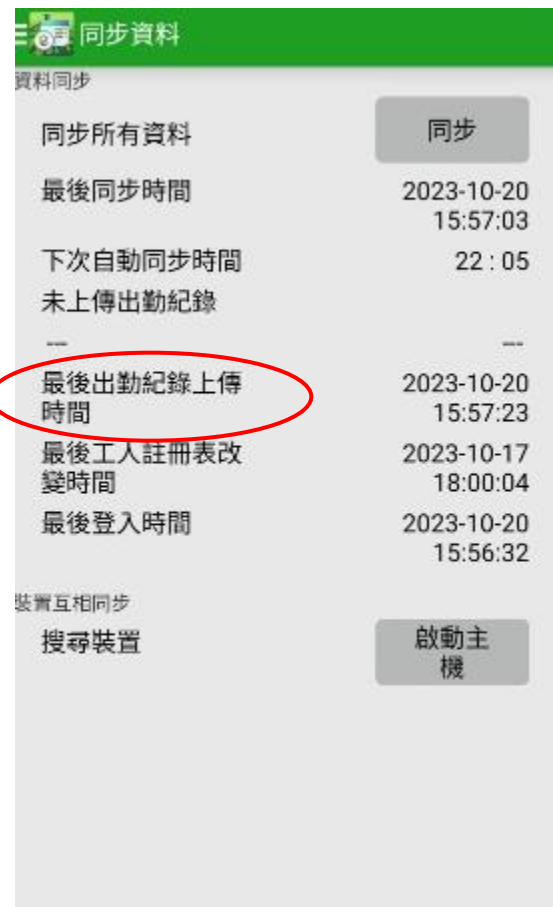 同步資料
資料同步
同步所有資料 同步
最後同步時間 2023-10-20
15:57:03
下次自動同步時間 22 : 05
未上傳出勤紀錄
--- ---
最後出勤紀錄上傳 2023-10-20
時間 15:57:23
最後工人註冊表改 2023-10-17
變時間 18:00:04
最後登入時間 2023-10-20
15:56:32
裝置互相同步
搜尋裝置 啟動主
機